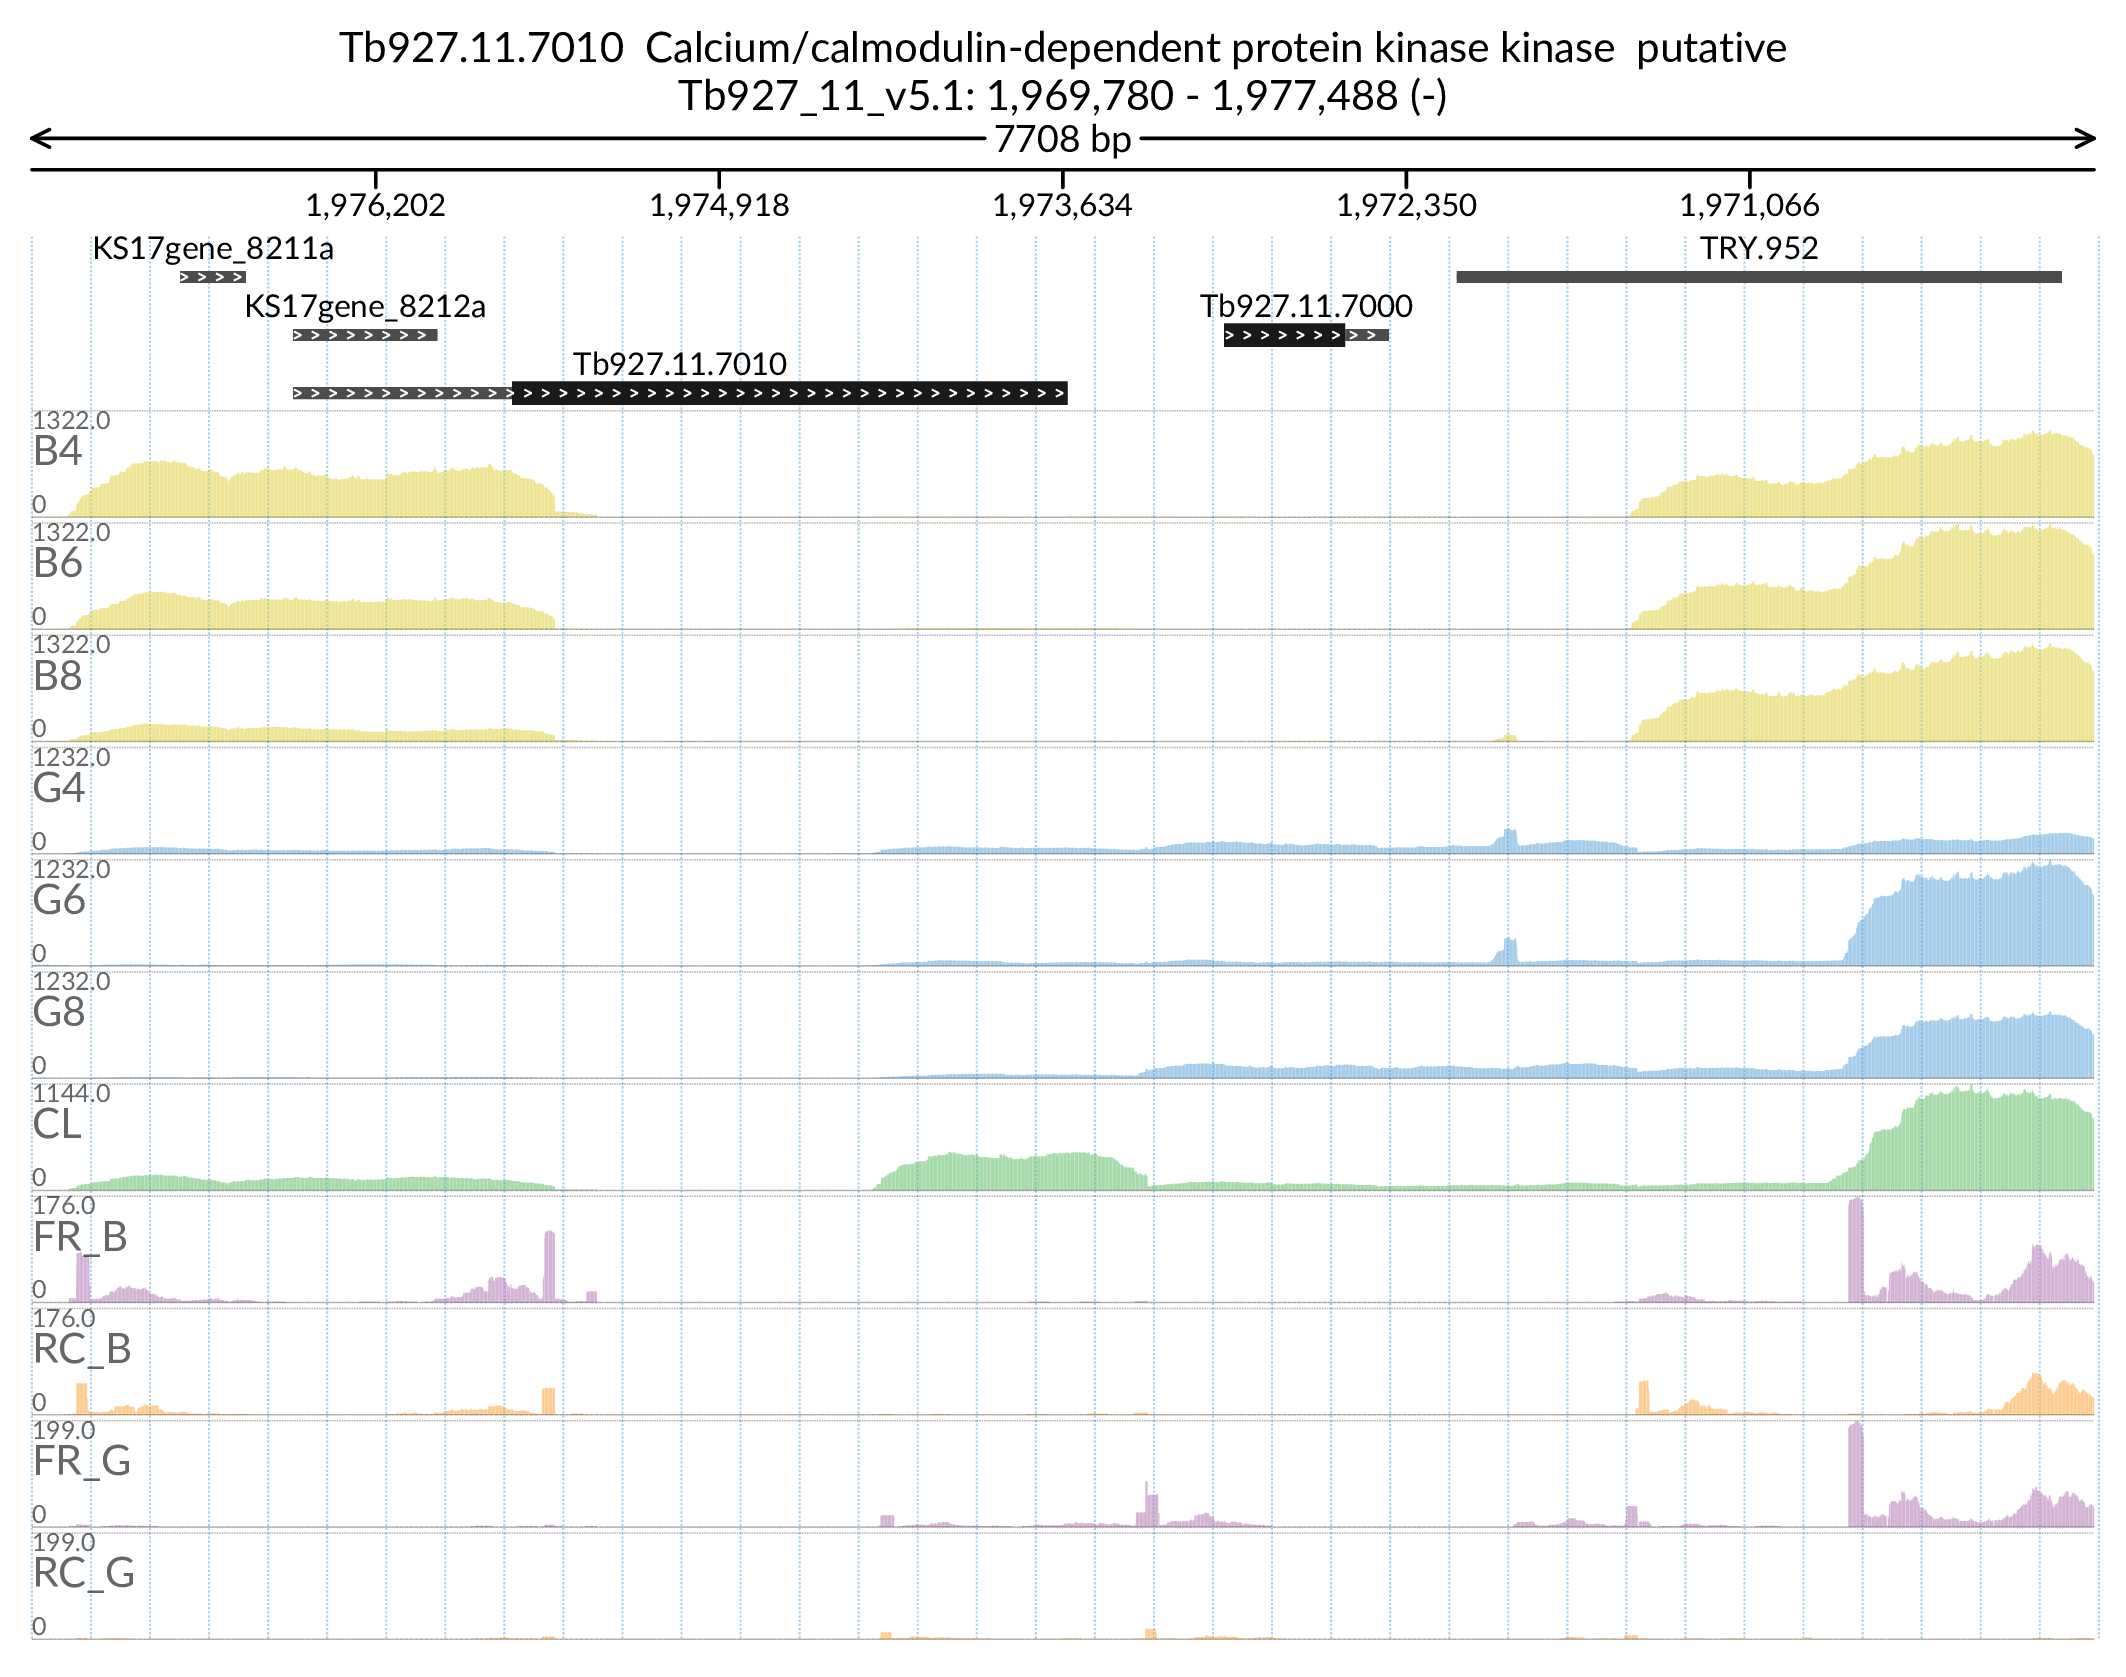 Tb927.11.7010  Calcium/calmodulin-dependent protein kinase kinase  putative
Tb927_11_v5.1: 1,969,780 - 1,977,488 (-)
7708 bp
1,976,202 1,974,918 1,973,634 1,972,350 1,971,066
KS17gene_8211a TRY.952
KS17gene_8212a Tb927.11.7000
Tb927.11.7010
1322.0
B4
0
1322.0
B6
0
1322.0
B8
0
1232.0
G4
0
1232.0
G6
0
1232.0
G8
0
1144.0
CL
0
176.0
FR_B
0
176.0
RC_B
0
199.0
FR_G
0
199.0
RC_G
0